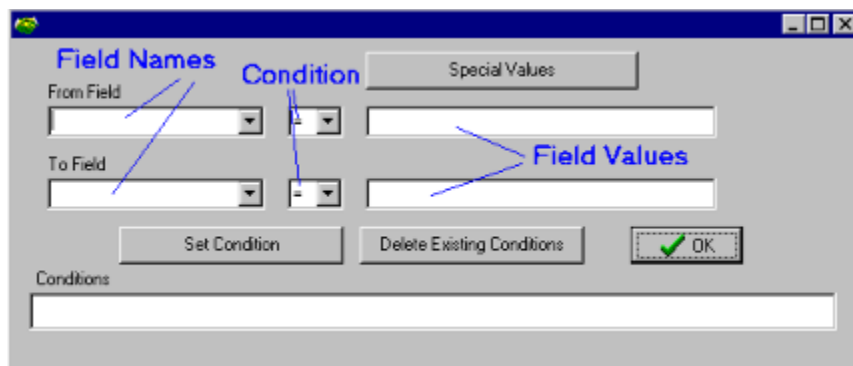 Field Names
Condition
Special Values
From Field
=
To Field
Field Values
=
Set Condition
Delete Existing Conditions
OK
Conditions